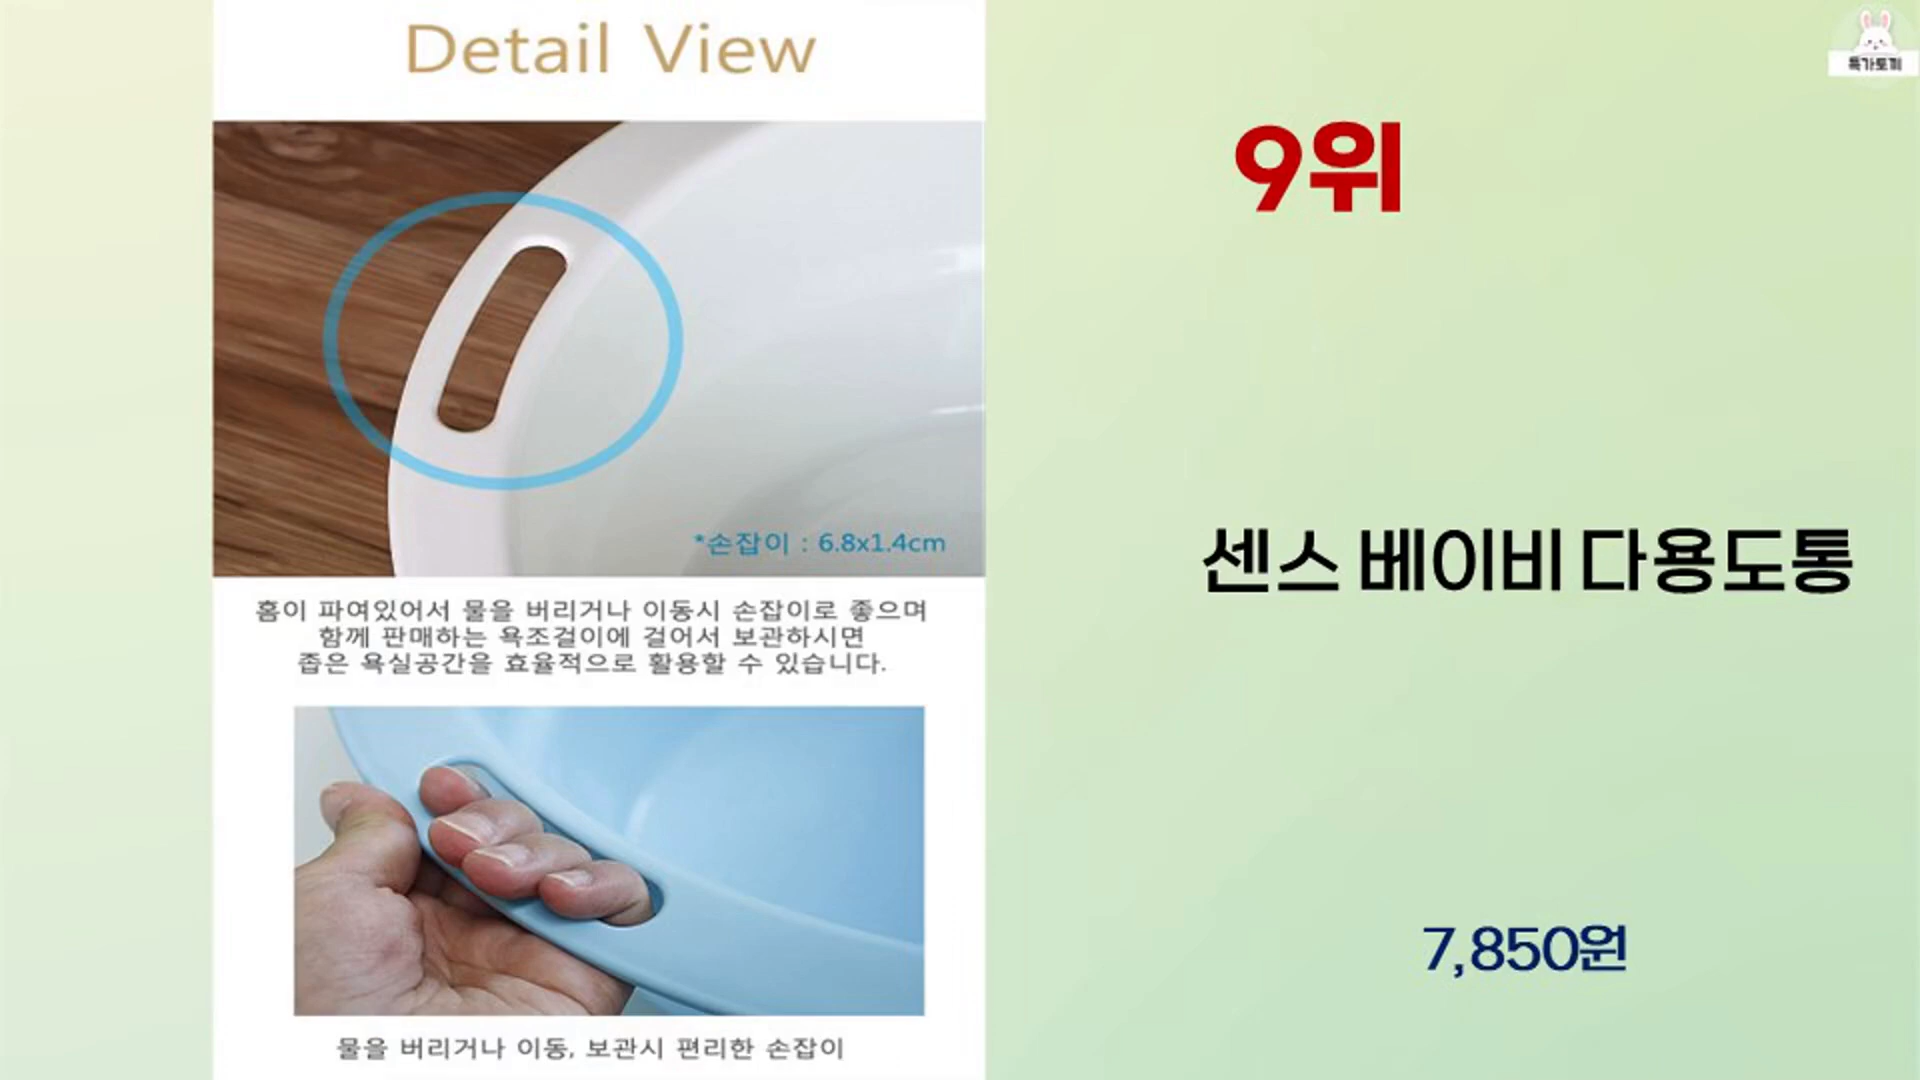 Detail View
*손잡이 : 6.8x1.4cm
홈이 파여있어서 물을 버리거나 이동시 손잡이로 좋으며
함께 판매하는 욕조걸이에 걸어서 보관하시면
좁은 욕실공간을 효율적으로 활용할 수 있습니다.
물을 버리거나 이동, 보관시 편리한 손잡이
특가토끼
9위
센스 베이비 다용도통
7,850원